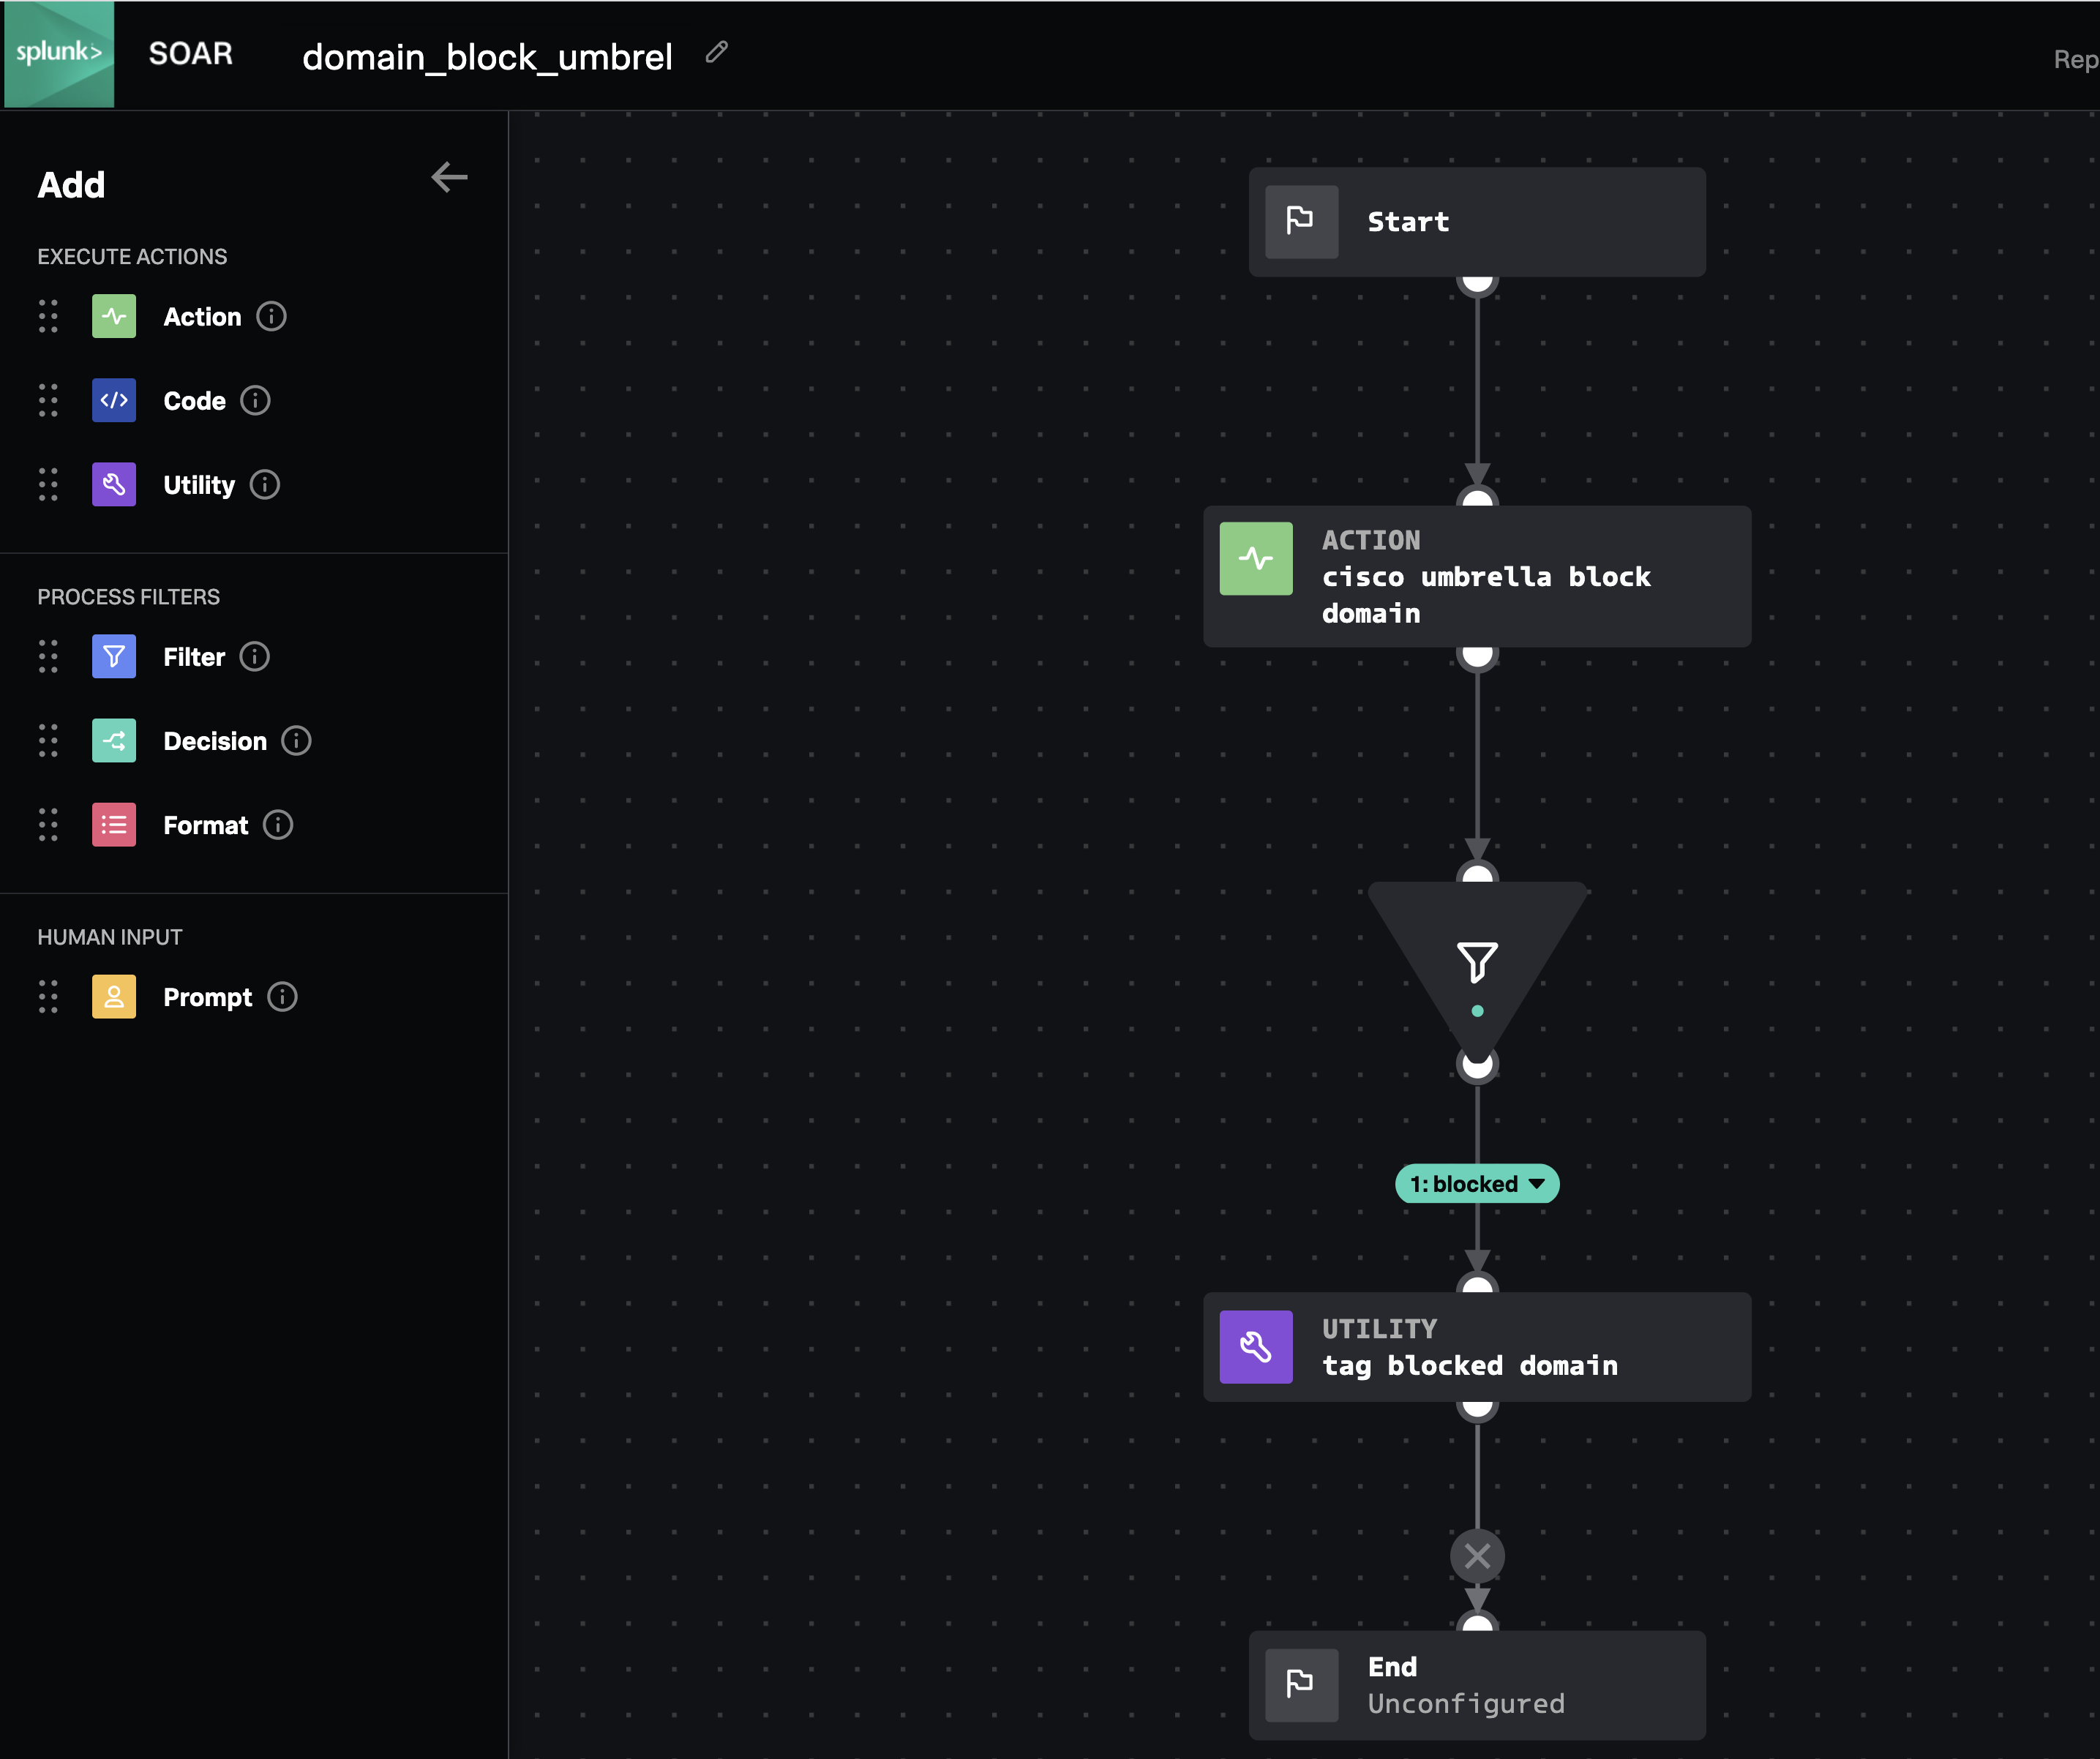 splunk>
SOAR
domain_block_umbrel
Rep
Add
EXECUTE ACTIONS
Action
Code
Utility
PROCESS FILTERS
Filter
Decision
Format
HUMAN INPUT
Prompt
Start
ACTION
cisco umbrella block
domain
1: blocked
UTILITY
tag blocked domain
End
Unconfigured